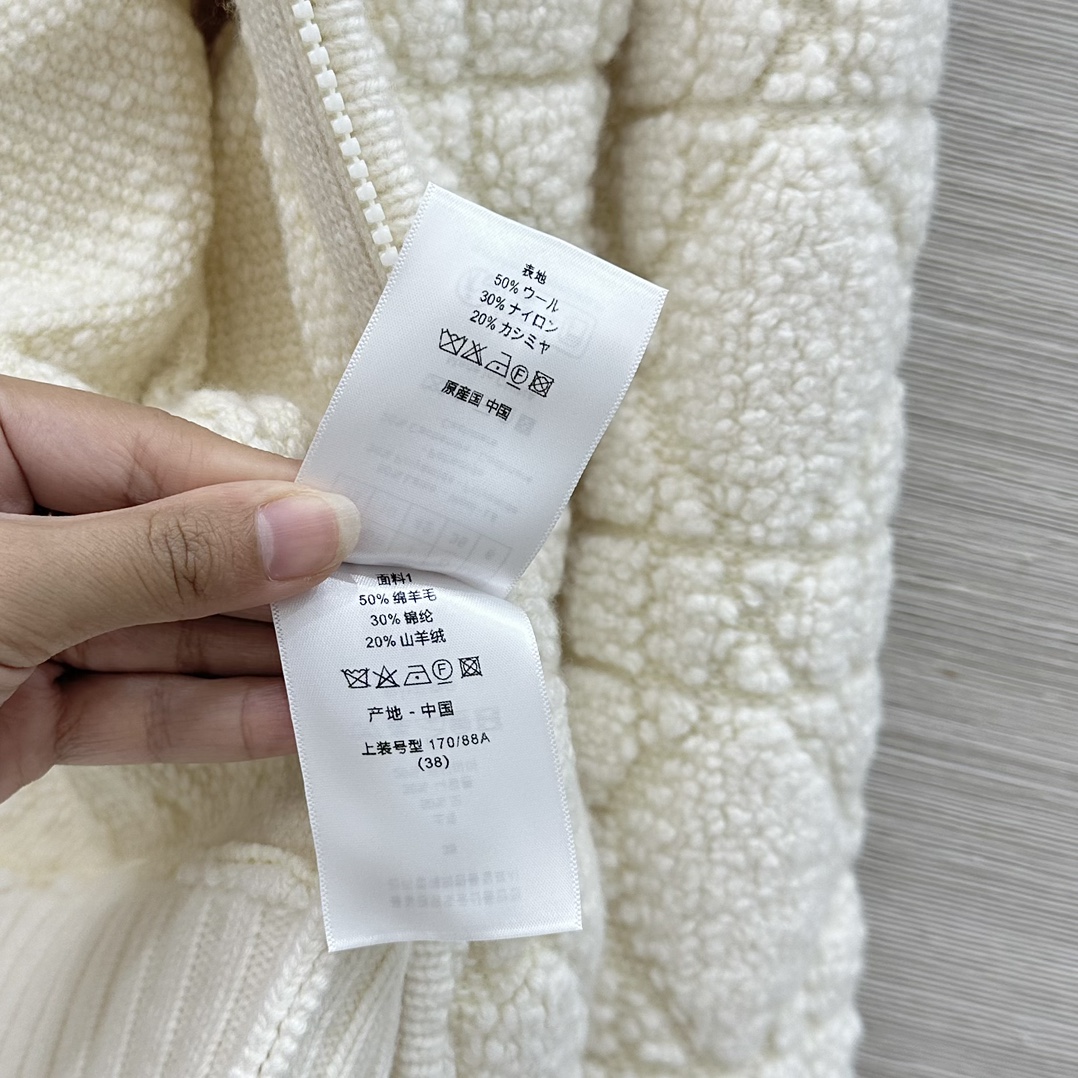 表地
50% ウール
30% ナイロン
20% カシミヤ
F
原産国 中国
面料1
50% 绵羊毛
30% 锦纶
20% 山羊绒
F
产地 - 中国
上装号型 170/88A
(38)